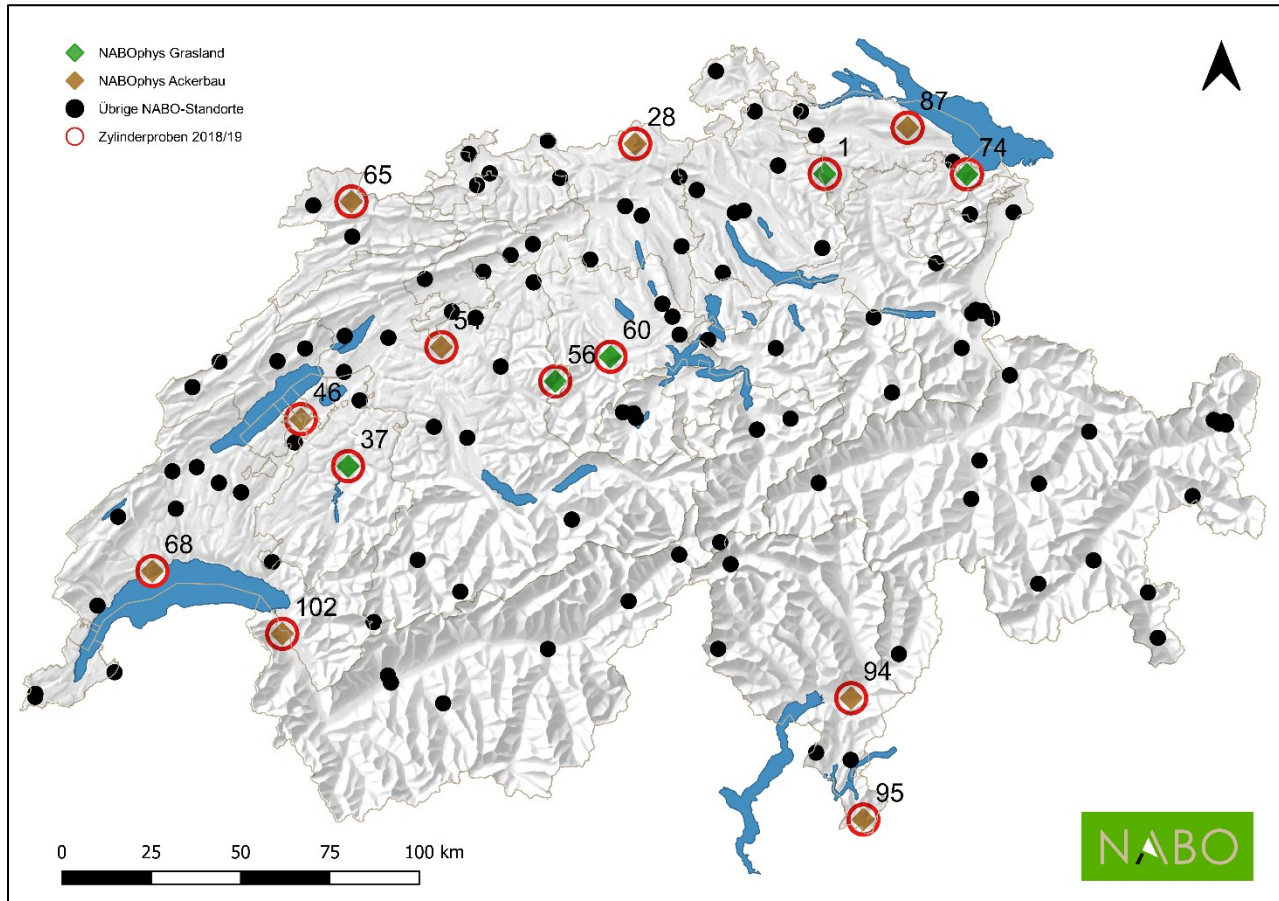 NABOphys Grasland
NABOphys Ackerbau
Übrige NABO-Standorte
Zylinderproben 2018/19
28
87
1
74
65
54
60
56
46
37
68
102
94
95
0 25 50 75 100 km
NABO